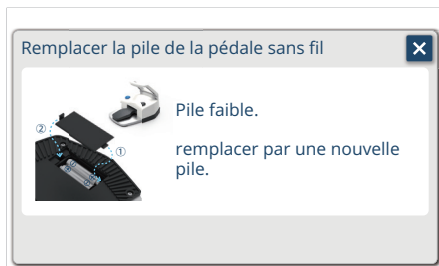 Remplacer la pile de la pédale sans fil
Pile faible.
remplacer par une nouvelle
pile.
②
①